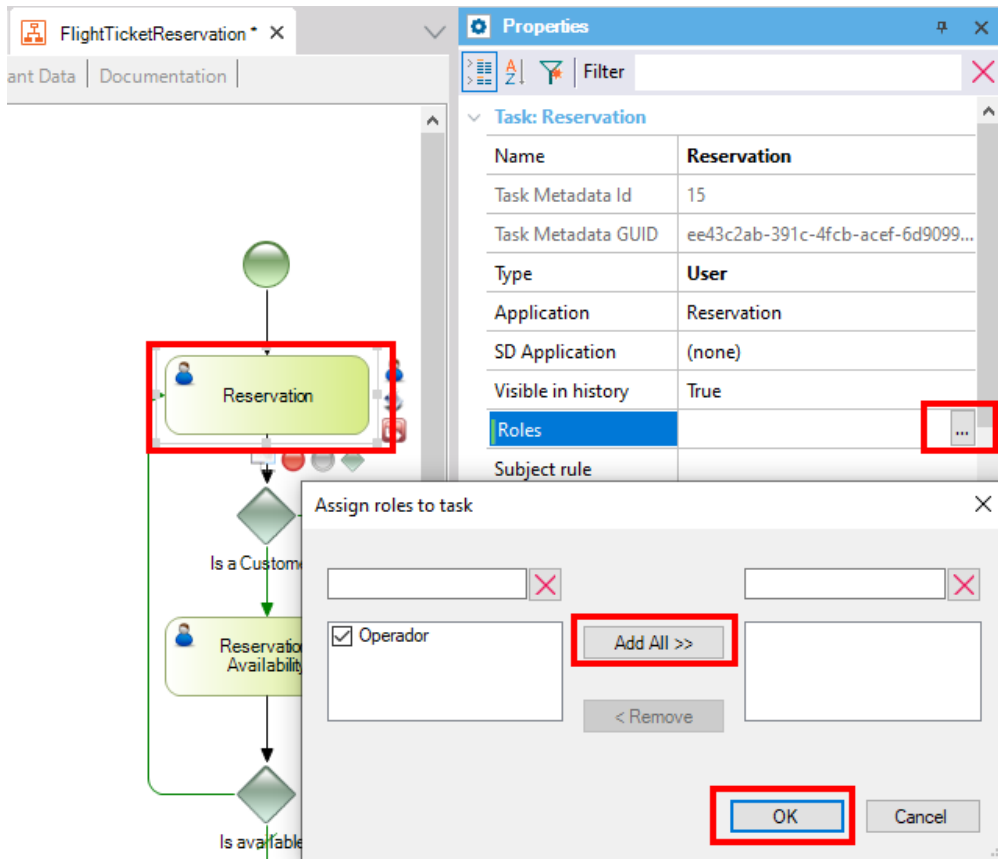 FlightTicketReservation *
ant Data
Documentation
Reservation
Is a Custom
Reservatio
Availability
Is available
Properties
Filter
Task: Reservation
Name Reservation
Task Metadata Id 15
Task Metadata GUID ee43c2ab-391c-4fcb-acef-6d9099...
Type User
Application Reservation
SD Application (none)
Visible in history True
Roles ...
Subject rule
Assign roles to task
Operador
Add All >>
< Remove
OK
Cancel